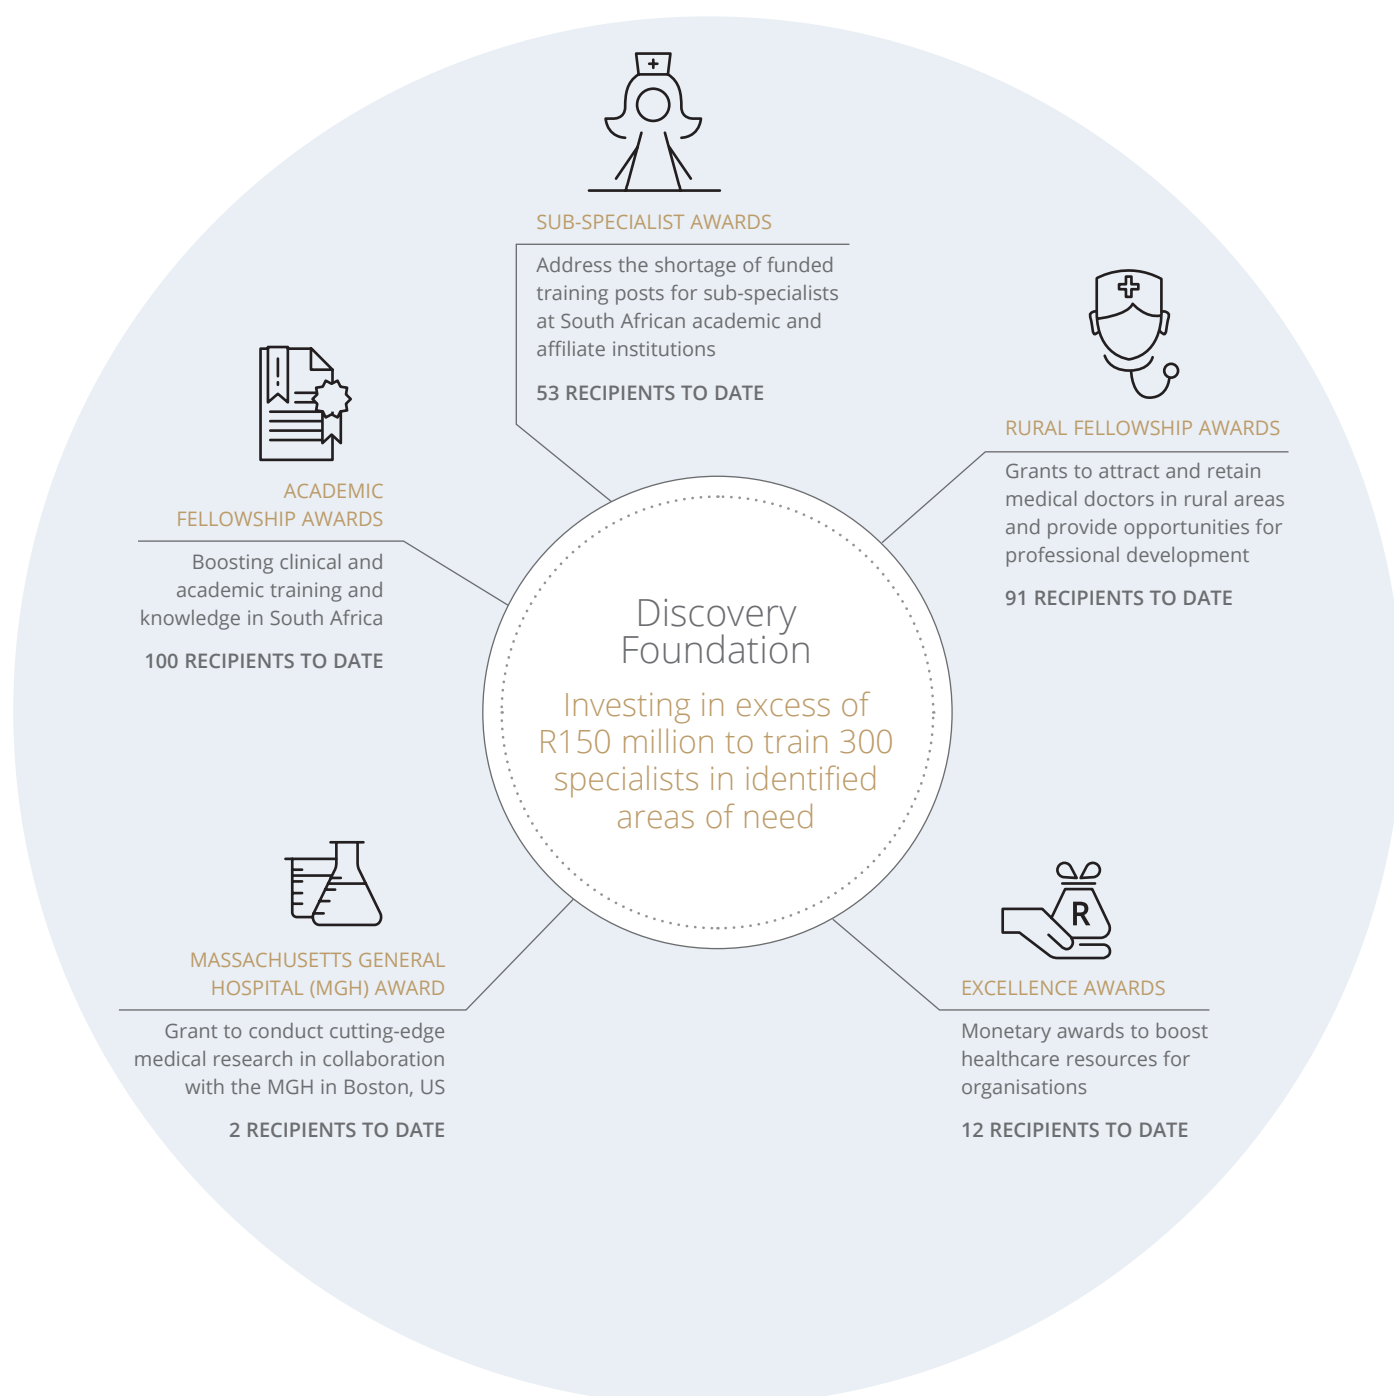 SUB-SPECIALIST AWARDS
Address the shortage of funded
training posts for sub-specialists
at South African academic and
affiliate institutions
53 RECIPIENTS TO DATE
RURAL FELLOWSHIP AWARDS
Grants to attract and retain
medical doctors in rural areas
and provide opportunities for
professional development
91 RECIPIENTS TO DATE
ACADEMIC
FELLOWSHIP AWARDS
Boosting clinical and
academic training and
knowledge in South Africa
100 RECIPIENTS TO DATE
Discovery
Foundation
Investing in excess of
R150 million to train 300
specialists in identified
areas of need
MASSACHUSETTS GENERAL
HOSPITAL (MGH) AWARD
Grant to conduct cutting-edge
medical research in collaboration
with the MGH in Boston, US
2 RECIPIENTS TO DATE
R
EXCELLENCE AWARDS
Monetary awards to boost
healthcare resources for
organisations
12 RECIPIENTS TO DATE